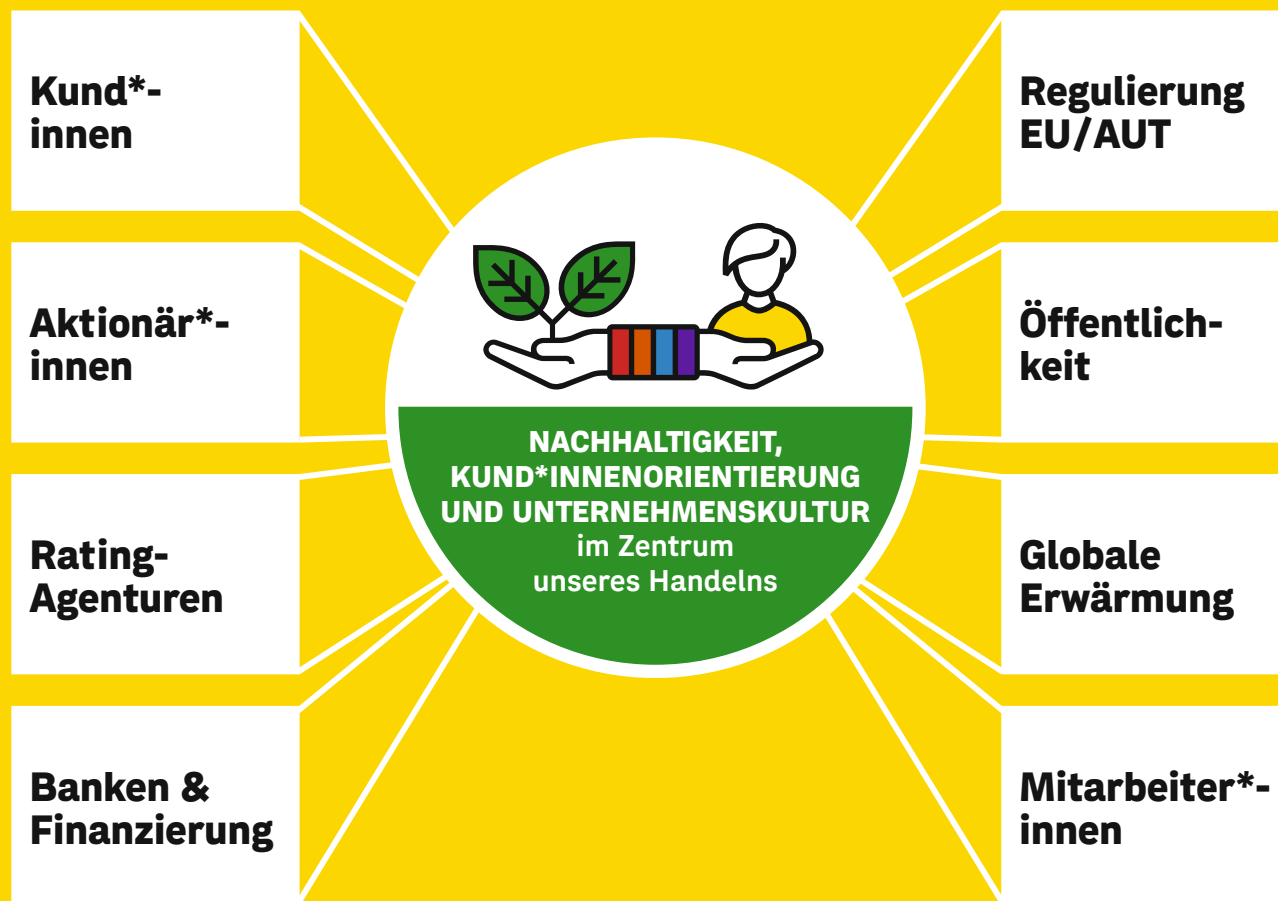 Kund*-
innen
Aktionär*-
innen
Rating-
Agenturen
Banken &
Finanzierung
NACHHALTIGKEIT,
KUND*INNENORIENTIERUNG
UND UNTERNEHMENSKULTUR
im Zentrum
unseres Handelns
Regulierung
EU/AUT
Öffentlich-
keit
Globale
Erwärmung
Mitarbeiter*-
innen